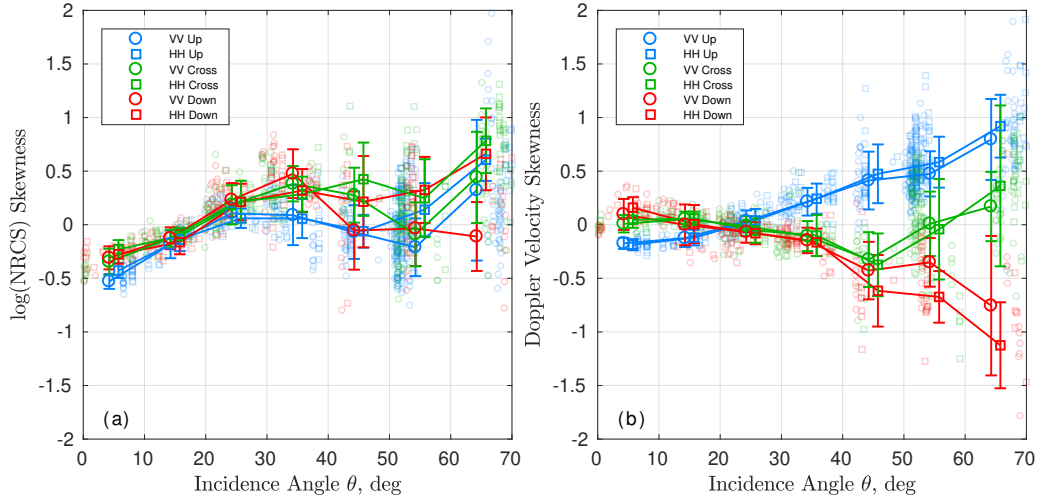 2
1.5
1
0.5
0
-0.5
-1
-1.5
-2
log(NRCS) Skewness
VV Up
HH Up
VV Cross
HH Cross
VV Down
HH Down
(a)
0 10 20 30 40 50 60 70
Incidence Angle θ, deg
2
1.5
1
0.5
0
-0.5
-1
-1.5
-2
Doppler Velocity Skewness
VV Up
HH Up
VV Cross
HH Cross
VV Down
HH Down
(b)
0 10 20 30 40 50 60 70
Incidence Angle θ, deg